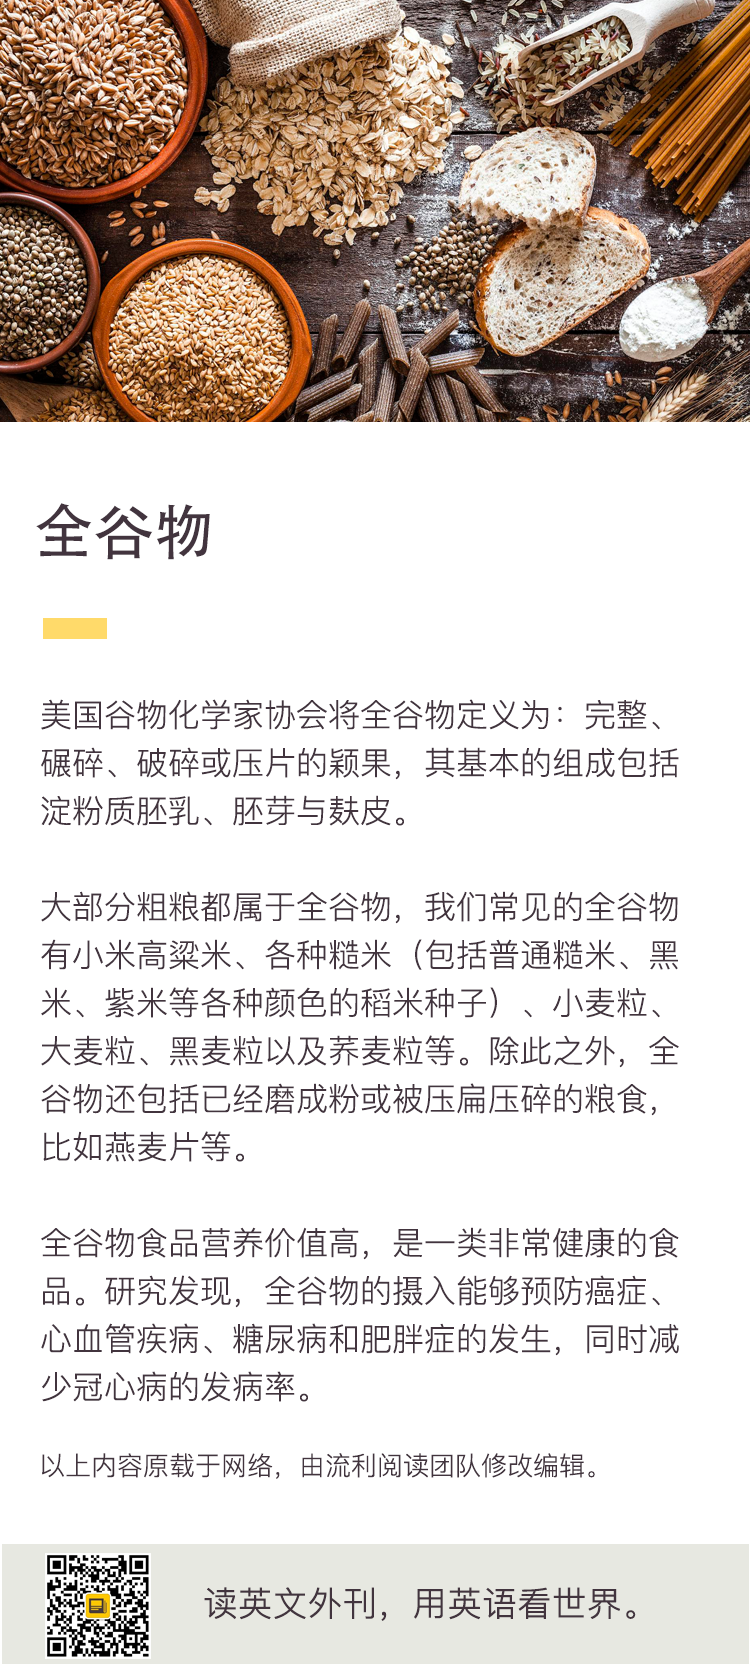 全谷物
美国谷物化学家协会将全谷物定义为：完整、
碾碎、破碎或压片的颖果，其基本的组成包括
淀粉质胚乳、胚芽与麸皮。
大部分粗粮都属于全谷物，我们常见的全谷物
有小米高粱米、各种糙米（包括普通糙米、黑
米、紫米等各种颜色的稻米种子）、小麦粒、
大麦粒、黑麦粒以及荞麦粒等。除此之外，全
谷物还包括已经磨成粉或被压扁压碎的粮食，
比如燕麦片等。
全谷物食品营养价值高，是一类非常健康的食
品。研究发现，全谷物的摄入能够预防癌症、
心血管疾病、糖尿病和肥胖症的发生，同时减
少冠心病的发病率。
以上内容原载于网络，由流利阅读团队修改编辑。
读英文外刊，用英语看世界。